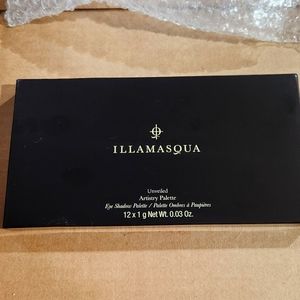 ILLAMASQUA
Unveiled
Artistry Palette
Eye Shadow Palette / Palette Ombres à Paupières
12 x 1 g Net Wt. 0.03 Oz.